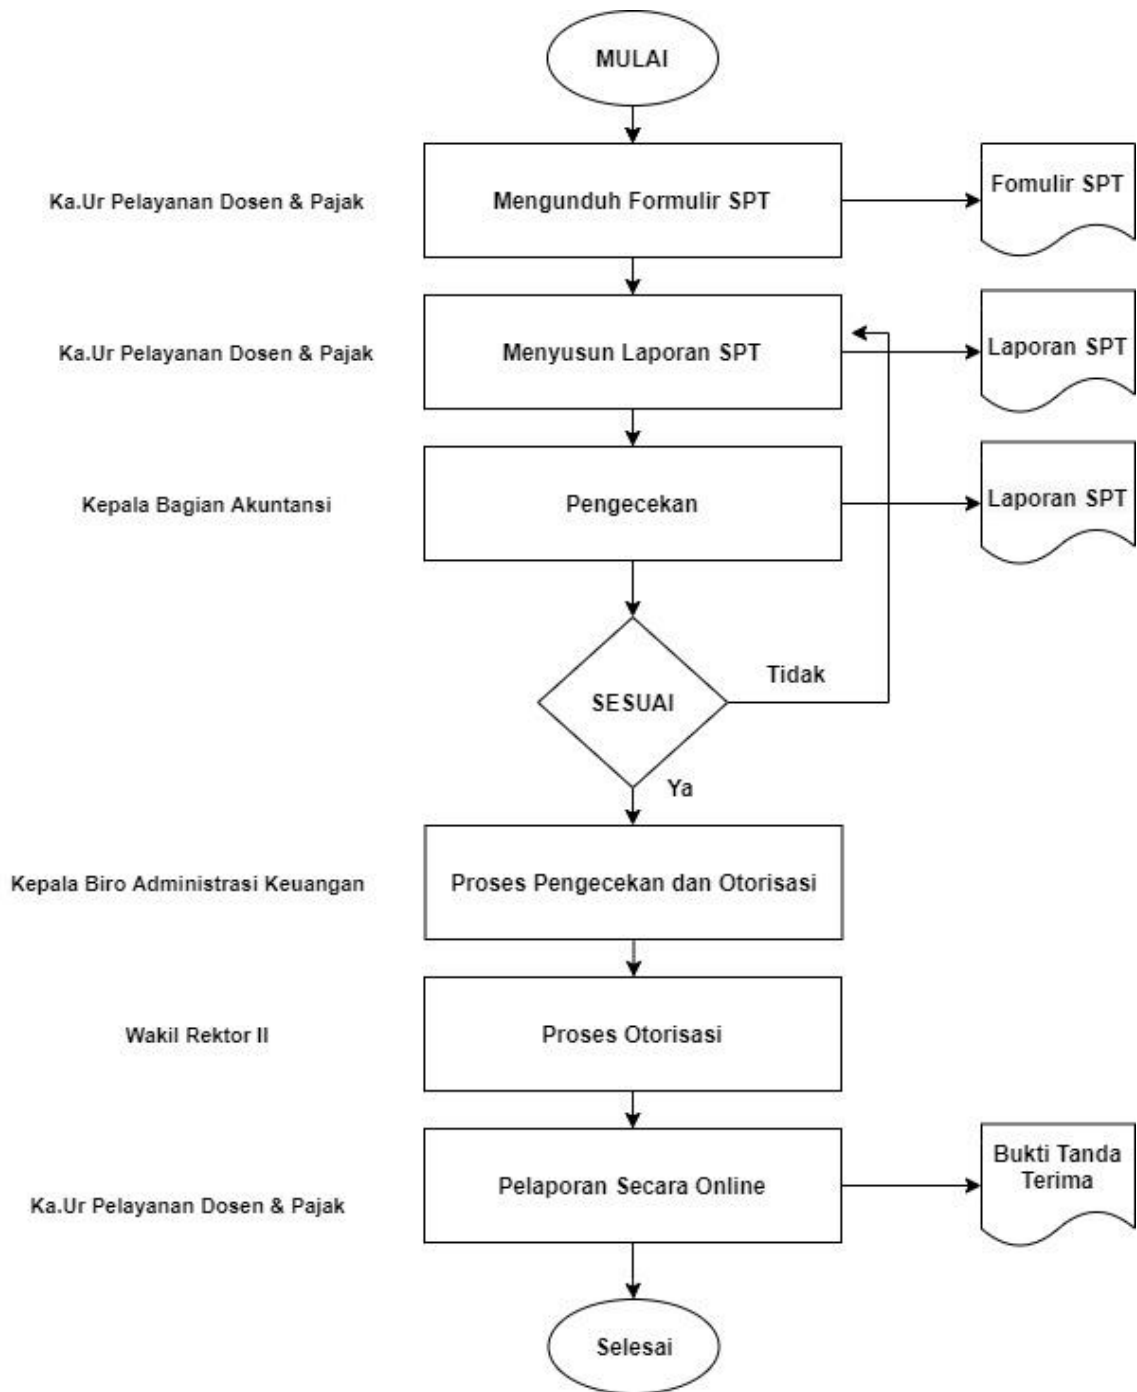 MULAI
Ka.Ur Pelayanan Dosen & Pajak
Mengunduh Formulir SPT
Fomulir SPT
Ka.Ur Pelayanan Dosen & Pajak
Menyusun Laporan SPT
Laporan SPT
Kepala Bagian Akuntansi
Pengecekan
Laporan SPT
SESUAI
Tidak
Ya
Kepala Biro Administrasi Keuangan
Proses Pengecekan dan Otorisasi
Wakil Rektor II
Proses Otorisasi
Ka.Ur Pelayanan Dosen & Pajak
Pelaporan Secara Online
Bukti Tanda
Terima
Selesai